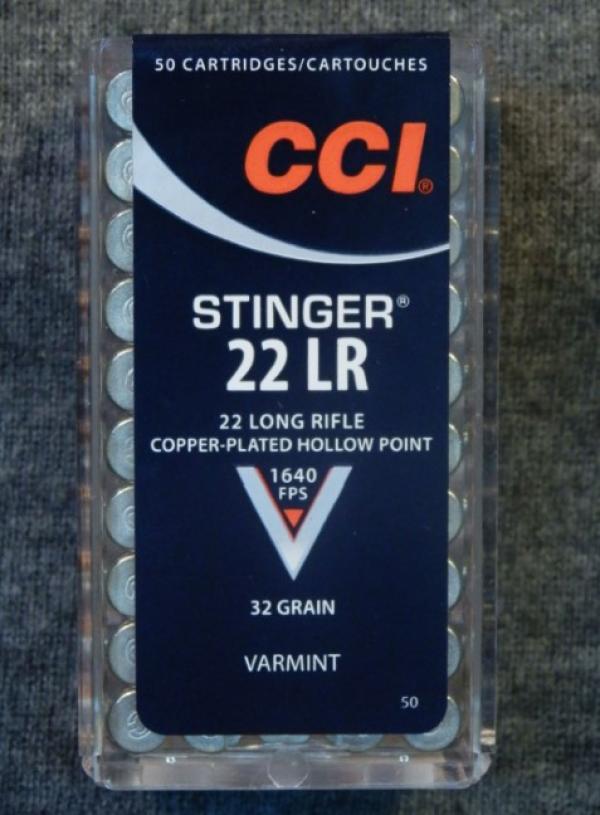 50 CARTRIDGES/CARTOUCHES
CCI®
STINGER®
22 LR
22 LONG RIFLE
COPPER-PLATED HOLLOW POINT
1640
FPS
32 GRAIN
VARMINT
50